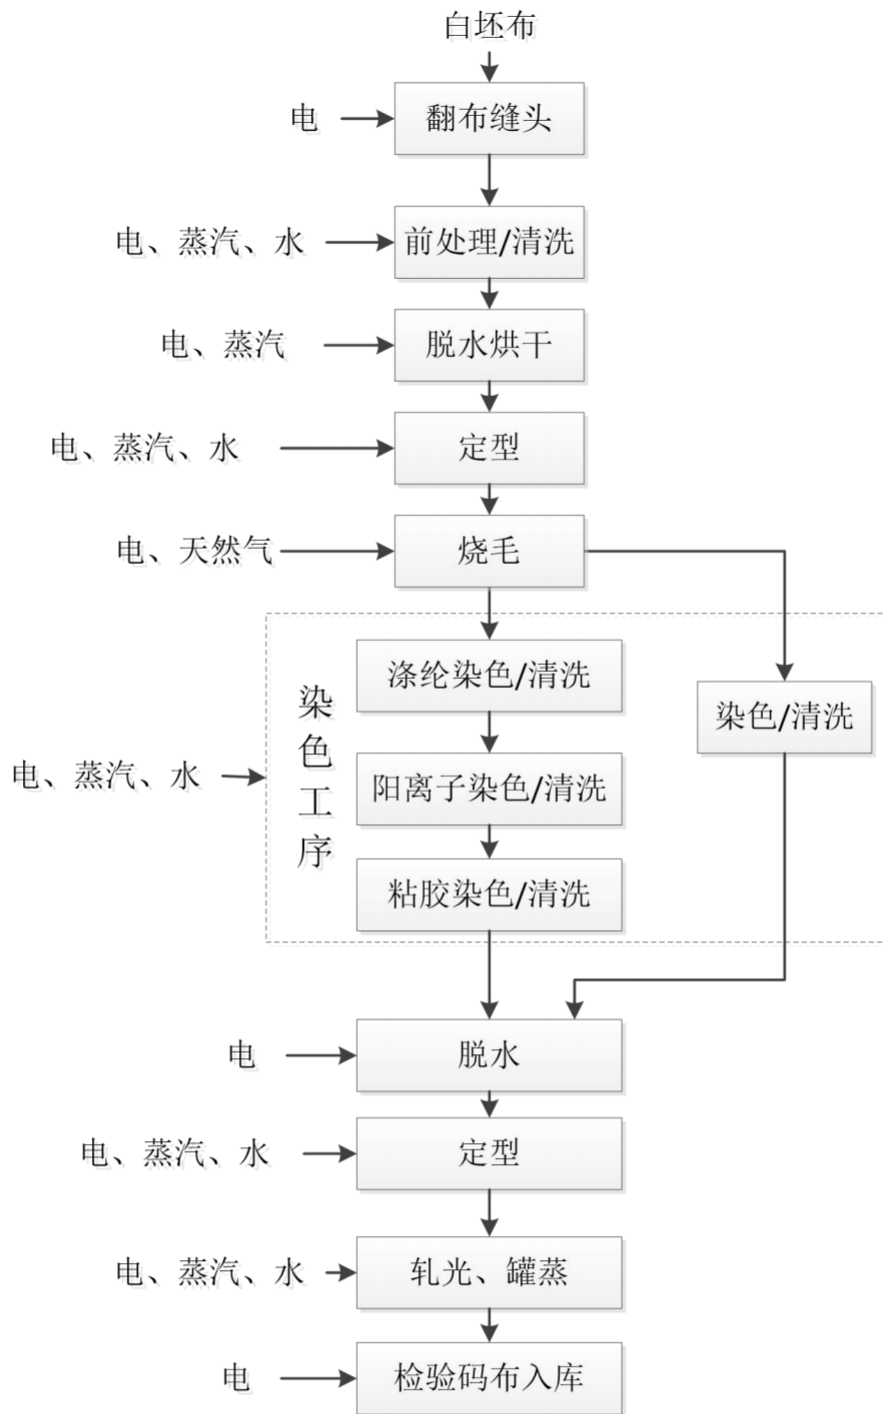 白坯布
电
翻布缝头
电、蒸汽、水
前处理/清洗
电、蒸汽
脱水烘干
电、蒸汽、水
定型
电、天然气
烧毛
涤纶染色/清洗
染色/清洗
染色工序
电、蒸汽、水
阳离子染色/清洗
粘胶染色/清洗
电
脱水
电、蒸汽、水
定型
电、蒸汽、水
轧光、罐蒸
电
检验码布入库